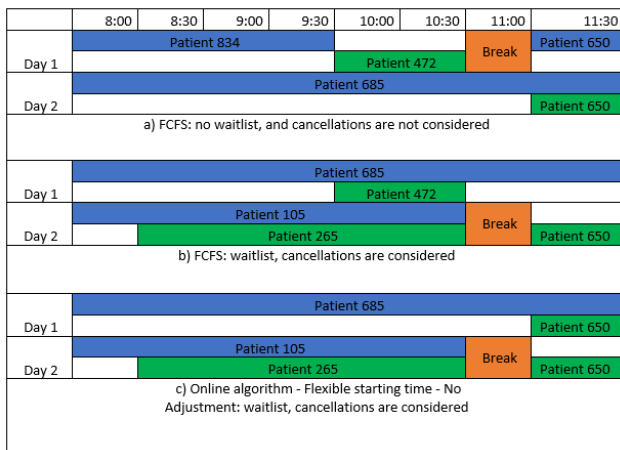 8:00 8:30 9:00 9:30 10:00 10:30 11:00 11:30
Patient 834 Break Patient 650
Day 1 Patient 472
Patient 685
Day 2 Patient 650
a) FCFS: no waitlist, and cancellations are not considered
Patient 685
Day 1 Patient 472
Patient 105 Break
Day 2 Patient 265 Patient 650
b) FCFS: waitlist, cancellations are considered
Patient 685
Day 1 Patient 650
Patient 105 Break
Day 2 Patient 265 Patient 650
c) Online algorithm - Flexible starting time - No
Adjustment: waitlist, cancellations are considered